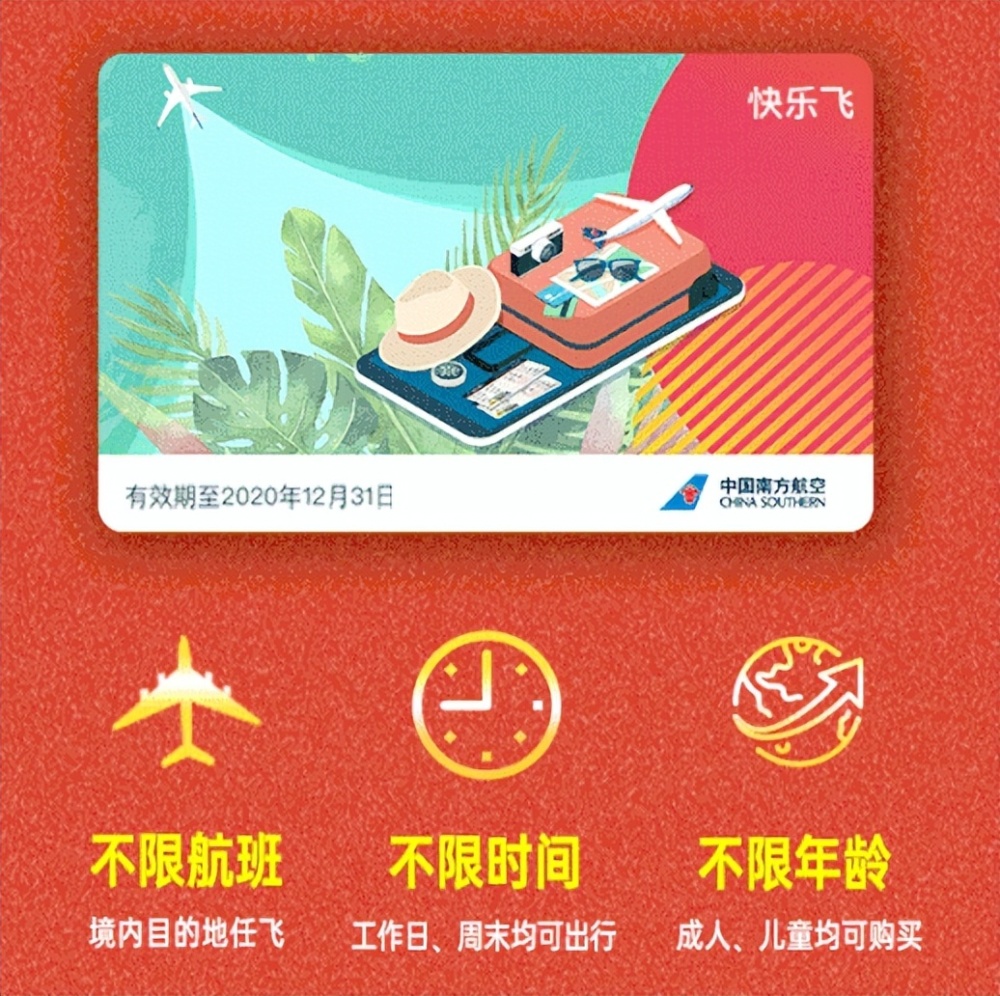 快乐飞
有效期至2020年12月31日
中国南方航空
CHINA SOUTHERN
不限航班
不限时间
不限年龄
境内目的地任飞
工作日、周末均可出行
成人、儿童均可购买